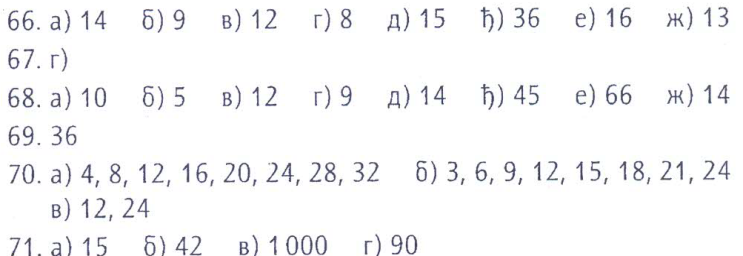 66. а) 14 б) 9 в) 12 г) 8 д) 15 ђ) 36 е) 16 ж) 13
67. г)
68. а) 10 б) 5 в) 12 г) 9 д) 14 ђ) 45 е) 66 ж) 14
69. 36
70. а) 4, 8, 12, 16, 20, 24, 28, 32 б) 3, 6, 9, 12, 15, 18, 21, 24
в) 12, 24
71. а) 15 б) 42 в) 1 000 г) 90